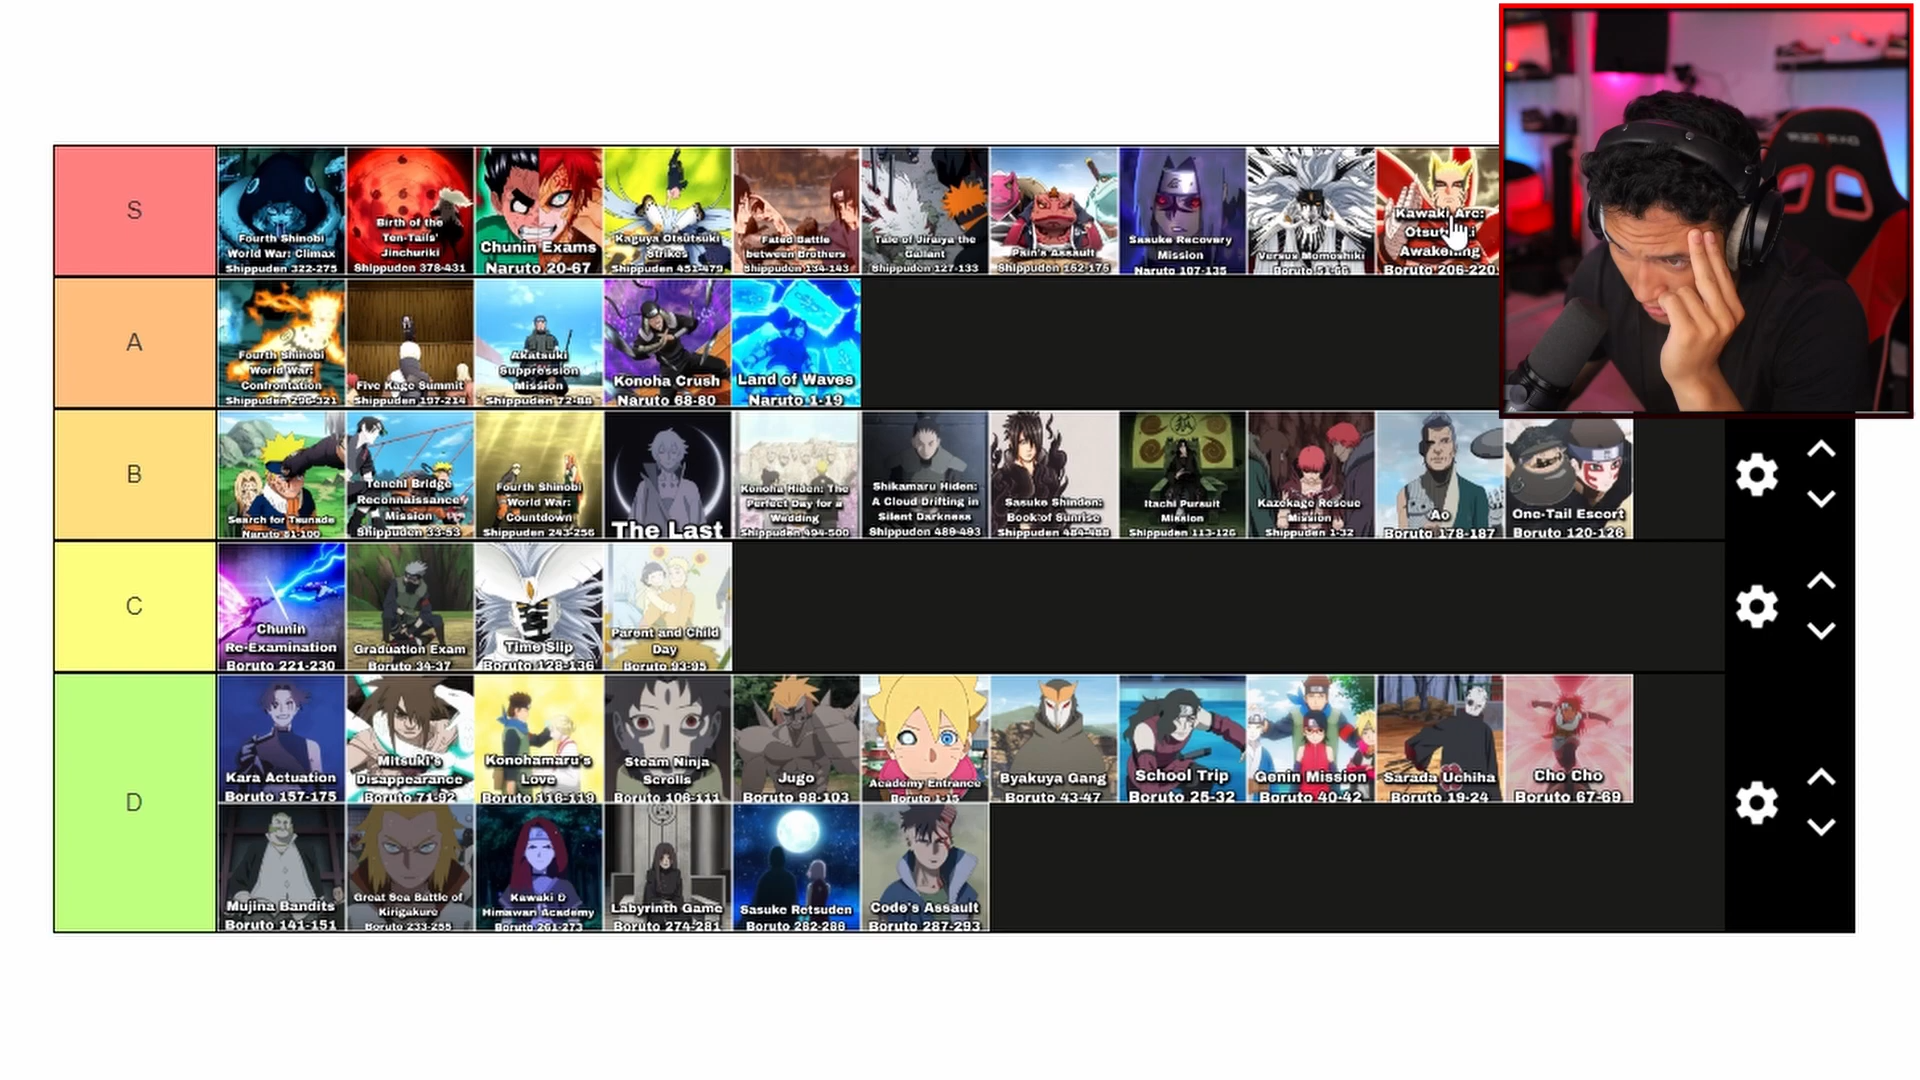 S
Fourth Shinobi
World War: Climax
Shippuden 322-275
Birth of the
Ten-Tails'
Jinchuriki
Shippuden 378-431
Chunin Exams
Naruto 20-67
Kaguya Otsutsuki
Strikes
Shippuden 451-479
Fated Battle
between Brothers
Shippuden 134-143
Tale of Jiraiya the
Gallant
Shippuden 127-133
Pain's Assault
Shippuden 152-175
Sasuke Recovery
Mission
Naruto 107-135
Versus Momoshiki
Boruto 51-66
Kawaki Arc:
Awakening
Boruto 206-220
A
Fourth Shinobi
World War:
Confrontation
Shippuden 296-321
Five Kage Summit
Shippuden 197-214
Akatsuki
Suppression
Mission
Shippuden 72-88
Konoha Crush
Naruto 68-80
Land of Waves
Naruto 1-19
B
Search for Tsunade
Naruto 81-100
Tenchi Bridge
Reconnaissance
Mission
Shippuden 33-53
Fourth Shinobi
World War:
Countdown
Shippuden 243-256
The Last
Konoha Hiden: The
Perfect Day for a
Wedding
Shippuden 494-500
Shikamaru Hiden:
A Cloud Drifting in
Silent Darkness
Shippuden 489-493
Sasuke Shinden:
Book of Sunrise
Shippuden 484-488
Itachi Pursuit
Mission
Shippuden 113-126
Kazekage Rescue
Mission
Shippuden 1-32
Ao
Boruto 178-187
One-Tail Escort
Boruto 120-126
C
Chunin
Re-Examination
Boruto 221-230
Graduation Exam
Boruto 34-37
Time Slip
Boruto 128-136
Parent and Child
Day
Boruto 93-95
D
Kara Actuation
Boruto 157-175
Mitsuki's
Disappearance
Boruto 71-92
Konohamaru's
Love
Boruto 116-119
Steam Ninja
Scrolls
Boruto 106-111
Jugo
Boruto 98-103
Academy Entrance
Boruto 1-15
Byakuya Gang
Boruto 43-47
School Trip
Boruto 25-32
Genin Mission
Boruto 40-42
Sarada Uchiha
Boruto 19-24
Cho Cho
Boruto 67-69
Mujina Bandits
Boruto 141-151
Great Sea Battle of
Kirigakure
Boruto 233-255
Kawaki &
Himawari Academy
Boruto 261-273
Labyrinth Game
Boruto 274-281
Sasuke Retsuden
Boruto 282-286
Code's Assault
Boruto 287-293